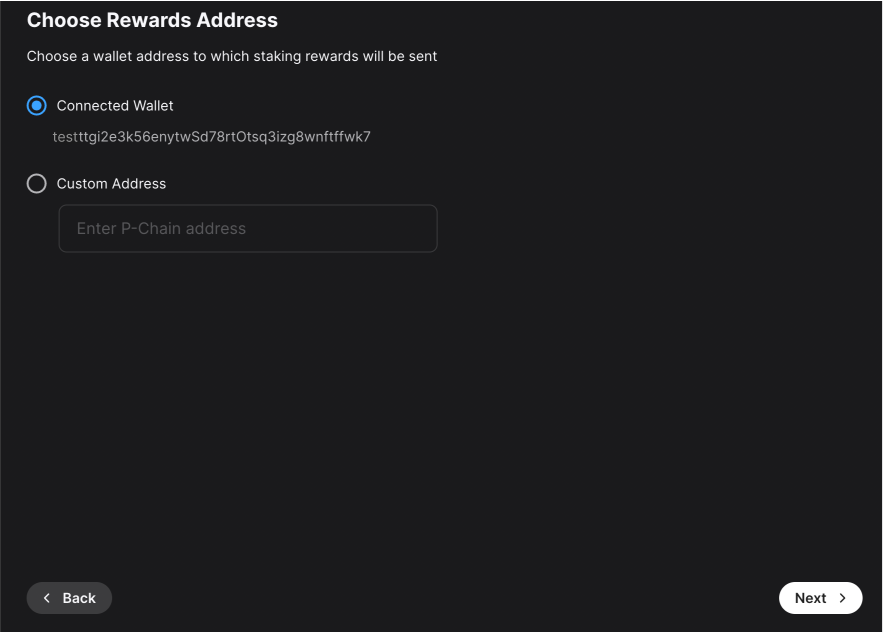 Choose Rewards Address
Choose a wallet address to which staking rewards will be sent
Connected Wallet
testttgi2e3k56enytwSd78rtOtsq3izg8wnftffwk7
Custom Address
Enter P-Chain address
Back
Next